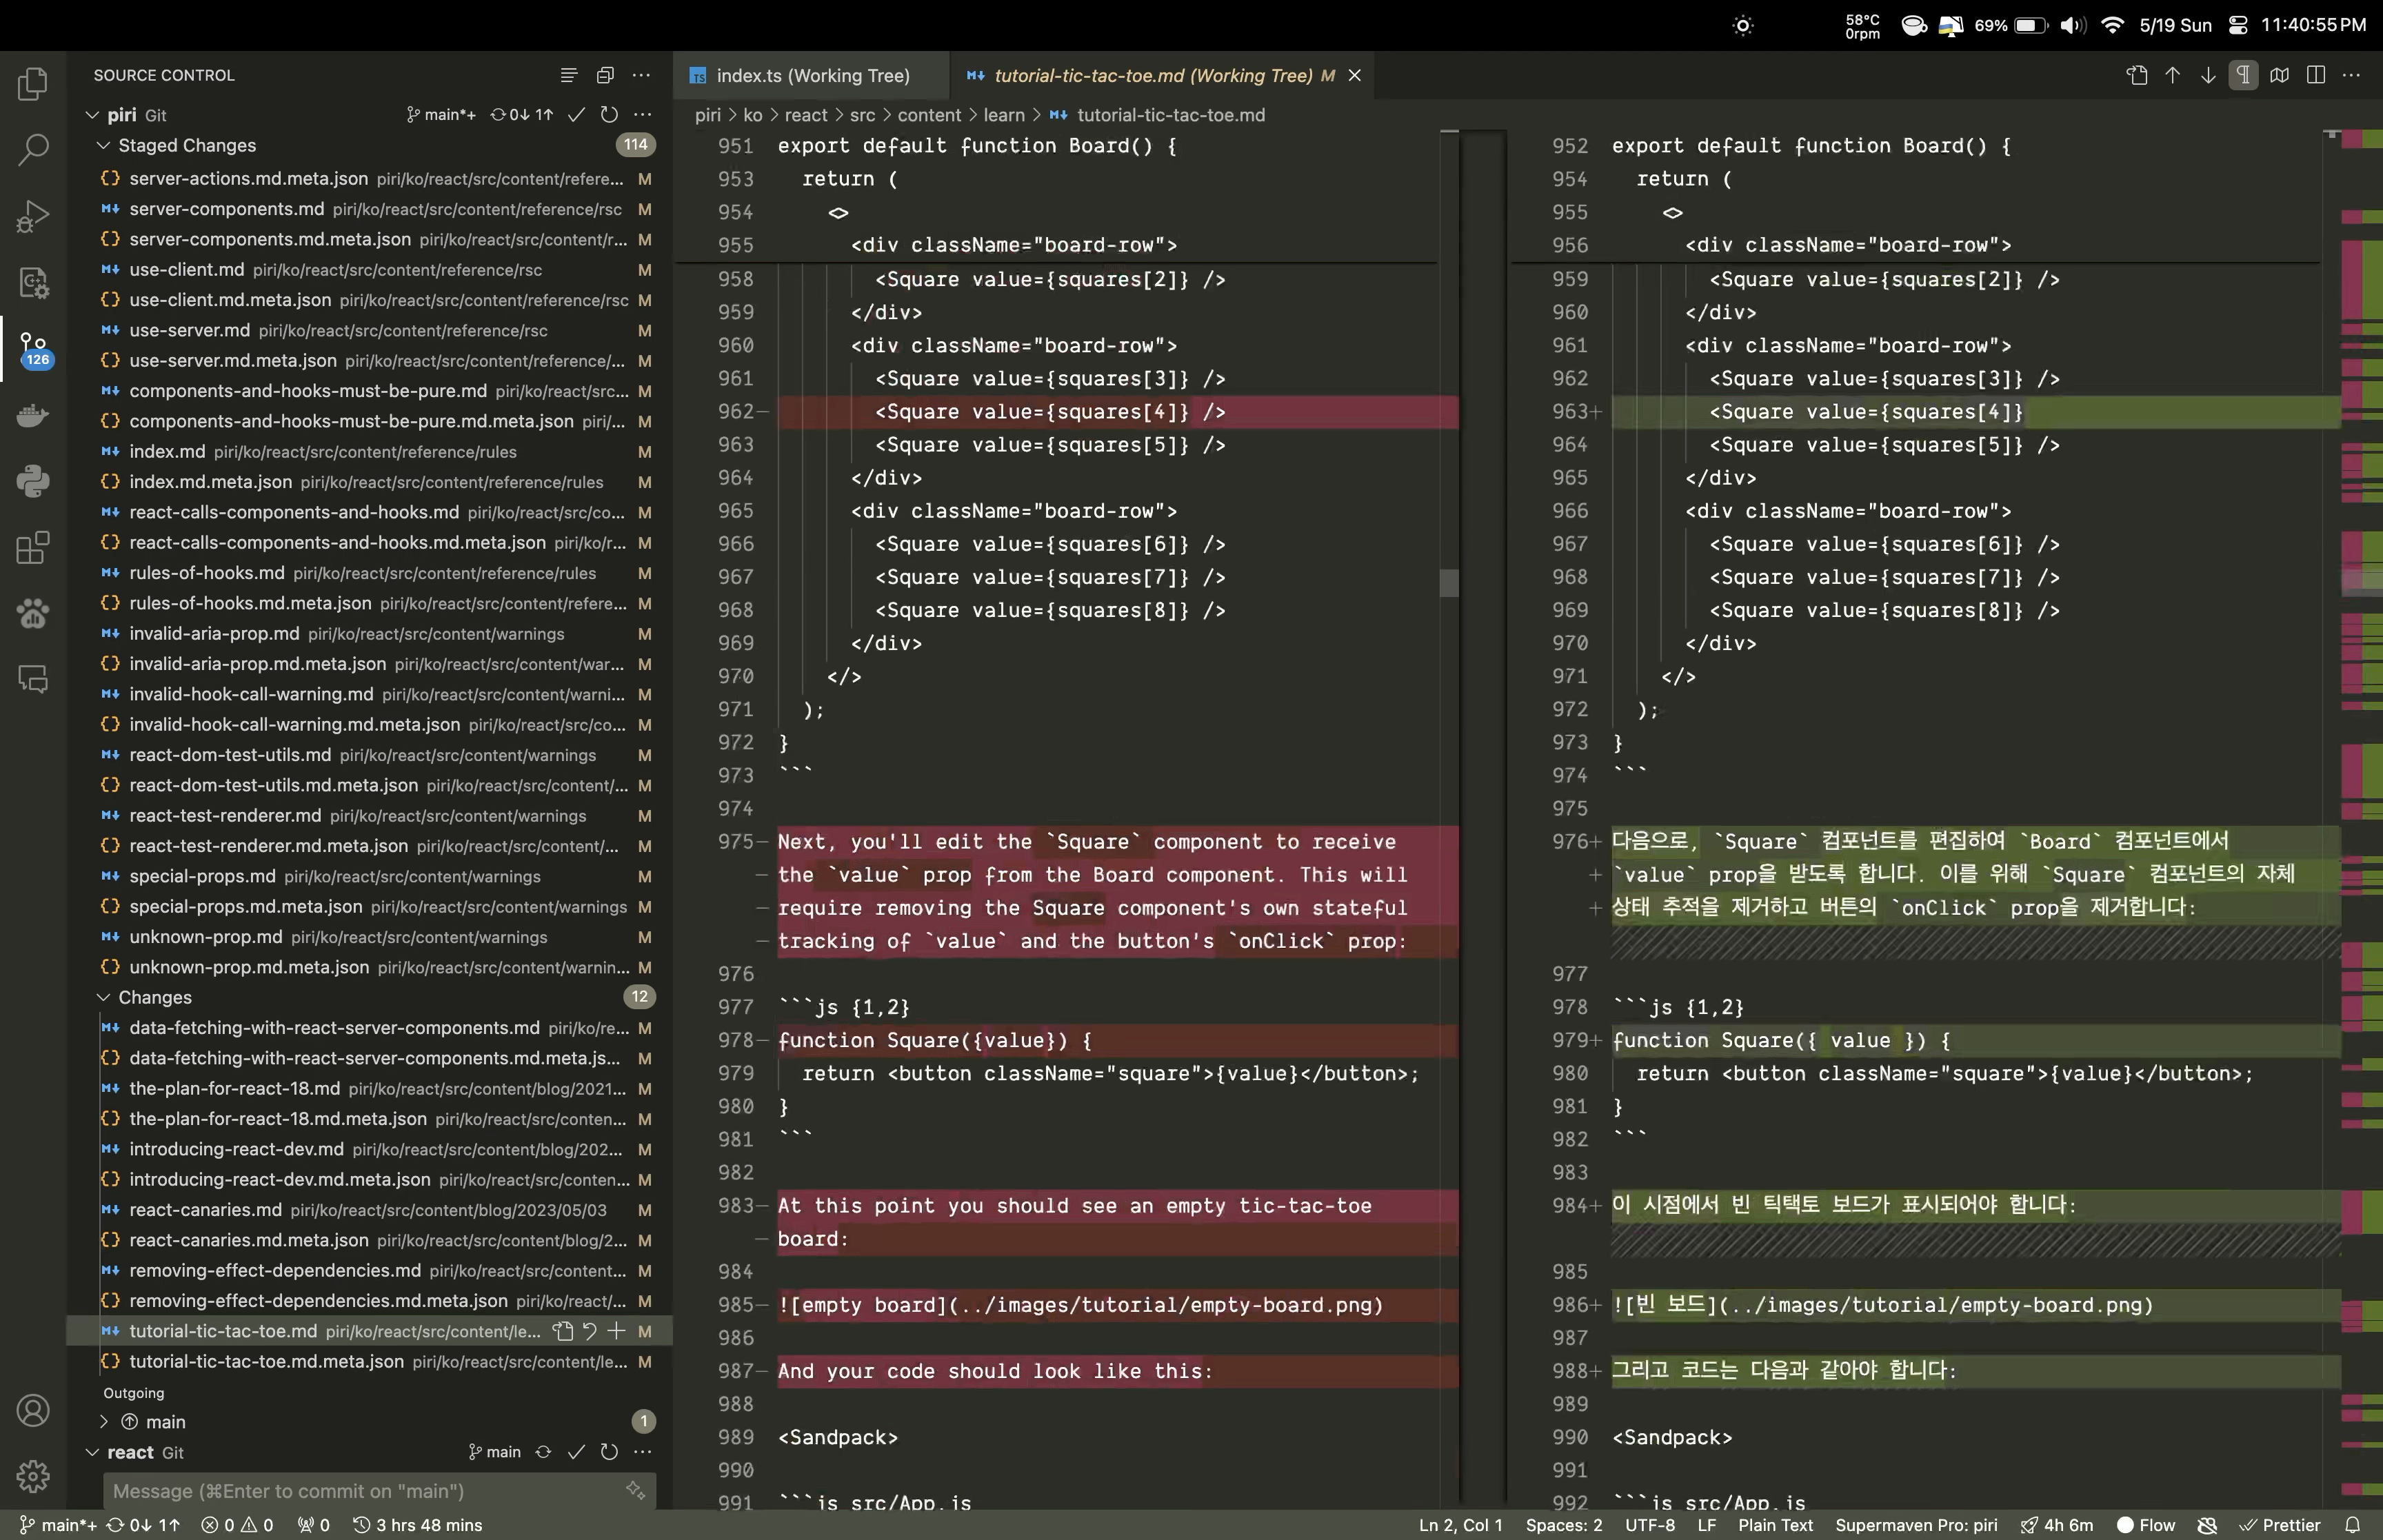 58°C
0rpm
69%
5/19 Sun
11:40:55 PM
SOURCE CONTROL
piri Git
main*+
0↓ 1↑
Staged Changes
114
server-actions.md.meta.json piri/ko/react/src/content/refere... M
server-components.md piri/ko/react/src/content/reference/rsc M
server-components.md.meta.json piri/ko/react/src/content/r... M
use-client.md piri/ko/react/src/content/reference/rsc M
use-client.md.meta.json piri/ko/react/src/content/reference/rsc M
use-server.md piri/ko/react/src/content/reference/rsc M
use-server.md.meta.json piri/ko/react/src/content/reference/... M
components-and-hooks-must-be-pure.md piri/ko/react/src... M
components-and-hooks-must-be-pure.md.meta.json piri/... M
index.md piri/ko/react/src/content/reference/rules M
index.md.meta.json piri/ko/react/src/content/reference/rules M
react-calls-components-and-hooks.md piri/ko/react/src/co... M
react-calls-components-and-hooks.md.meta.json piri/ko/r... M
rules-of-hooks.md piri/ko/react/src/content/reference/rules M
rules-of-hooks.md.meta.json piri/ko/react/src/content/refere... M
invalid-aria-prop.md piri/ko/react/src/content/warnings M
invalid-aria-prop.md.meta.json piri/ko/react/src/content/war... M
invalid-hook-call-warning.md piri/ko/react/src/content/warni... M
invalid-hook-call-warning.md.meta.json piri/ko/react/src/co... M
react-dom-test-utils.md piri/ko/react/src/content/warnings M
react-dom-test-utils.md.meta.json piri/ko/react/src/content/... M
react-test-renderer.md piri/ko/react/src/content/warnings M
react-test-renderer.md.meta.json piri/ko/react/src/content/... M
special-props.md piri/ko/react/src/content/warnings M
special-props.md.meta.json piri/ko/react/src/content/warnings M
unknown-prop.md piri/ko/react/src/content/warnings M
unknown-prop.md.meta.json piri/ko/react/src/content/warnin... M
Changes
12
data-fetching-with-react-server-components.md piri/ko/re... M
data-fetching-with-react-server-components.md.meta.js... M
the-plan-for-react-18.md piri/ko/react/src/content/blog/2021... M
the-plan-for-react-18.md.meta.json piri/ko/react/src/conten... M
introducing-react-dev.md piri/ko/react/src/content/blog/202... M
introducing-react-dev.md.meta.json piri/ko/react/src/conten... M
react-canaries.md piri/ko/react/src/content/blog/2023/05/03 M
react-canaries.md.meta.json piri/ko/react/src/content/blog/2... M
removing-effect-dependencies.md piri/ko/react/src/content... M
removing-effect-dependencies.md.meta.json piri/ko/react/... M
tutorial-tic-tac-toe.md piri/ko/react/src/content/le... M
tutorial-tic-tac-toe.md.meta.json piri/ko/react/src/content/le... M
Outgoing
main
1
react Git
main
Message (⌘Enter to commit on "main")
126
TS index.ts (Working Tree)
tutorial-tic-tac-toe.md (Working Tree) M
piri > ko > react > src > content > learn > tutorial-tic-tac-toe.md
951 export default function Board() {
953 return (
954 <>
955 <div className="board-row">
958 <Square value={squares[2]} />
959 </div>
960 <div className="board-row">
961 <Square value={squares[3]} />
962− <Square value={squares[4]} />
963 <Square value={squares[5]} />
964 </div>
965 <div className="board-row">
966 <Square value={squares[6]} />
967 <Square value={squares[7]} />
968 <Square value={squares[8]} />
969 </div>
970 </>
971 );
972 }
973 ```
974
975− Next, you'll edit the `Square` component to receive
− the `value` prop from the Board component. This will
− require removing the Square component's own stateful
− tracking of `value` and the button's `onClick` prop:
976
977 ```js {1,2}
978− function Square({value}) {
979 return <button className="square">{value}</button>;
980 }
981 ```
982
983− At this point you should see an empty tic-tac-toe
− board:
984
985− ![empty board](../images/tutorial/empty-board.png)
986
987− And your code should look like this:
988
989 <Sandpack>
990
991 ```js src/App.js
952 export default function Board() {
954 return (
955 <>
956 <div className="board-row">
959 <Square value={squares[2]} />
960 </div>
961 <div className="board-row">
962 <Square value={squares[3]} />
963+ <Square value={squares[4]}
964 <Square value={squares[5]} />
965 </div>
966 <div className="board-row">
967 <Square value={squares[6]} />
968 <Square value={squares[7]} />
969 <Square value={squares[8]} />
970 </div>
971 </>
972 );
973 }
974 ```
975
976+ 다음으로, `Square` 컴포넌트를 편집하여 `Board` 컴포넌트에서
+ `value` prop을 받도록 합니다. 이를 위해 `Square` 컴포넌트의 자체
+ 상태 추적을 제거하고 버튼의 `onClick` prop을 제거합니다:
977
978 ```js {1,2}
979+ function Square({ value }) {
980 return <button className="square">{value}</button>;
981 }
982 ```
983
984+ 이 시점에서 빈 틱택토 보드가 표시되어야 합니다:
985
986+ ![빈 보드](../images/tutorial/empty-board.png)
987
988+ 그리고 코드는 다음과 같아야 합니다:
989
990 <Sandpack>
991
992 ```js src/App.js
main*+ 0↓ 1↑ 0 0 0 3 hrs 48 mins
Ln 2, Col 1 Spaces: 2 UTF-8 LF Plain Text Supermaven Pro: piri 4h 6m Flow Prettier